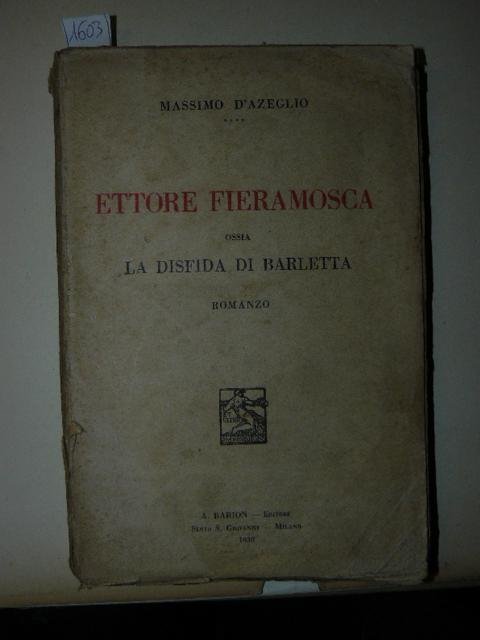 1603
MASSIMO D'AZEGLIO
ETTORE FIERAMOSCA
OSSIA
LA DISFIDA DI BARLETTA
ROMANZO
A. BARION — EDITORE
SESTO S. GIOVANNI — MILANO